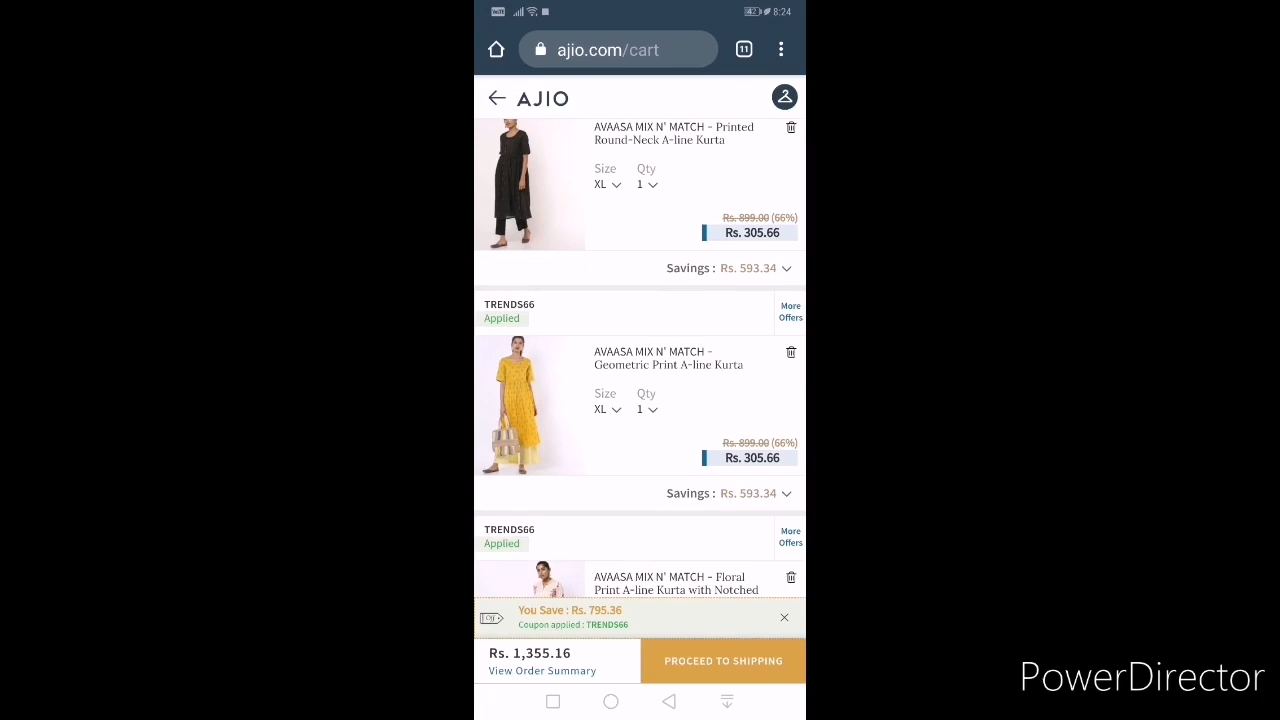 VoLTE 42 8:24
ajio.com/cart 11
AJIO
AVAASA MIX N' MATCH - Printed
Round-Neck A-line Kurta
Size Qty
XL 1
Rs. 899.00 (66%)
Rs. 305.66
Savings : Rs. 593.34
TRENDS66
Applied
More
Offers
AVAASA MIX N' MATCH -
Geometric Print A-line Kurta
Size Qty
XL 1
Rs. 899.00 (66%)
Rs. 305.66
Savings : Rs. 593.34
TRENDS66
Applied
More
Offers
AVAASA MIX N' MATCH - Floral
Print A-line Kurta with Notched
You Save : Rs. 795.36
Coupon applied : TRENDS66
Rs. 1,355.16
View Order Summary
PROCEED TO SHIPPING
PowerDirector